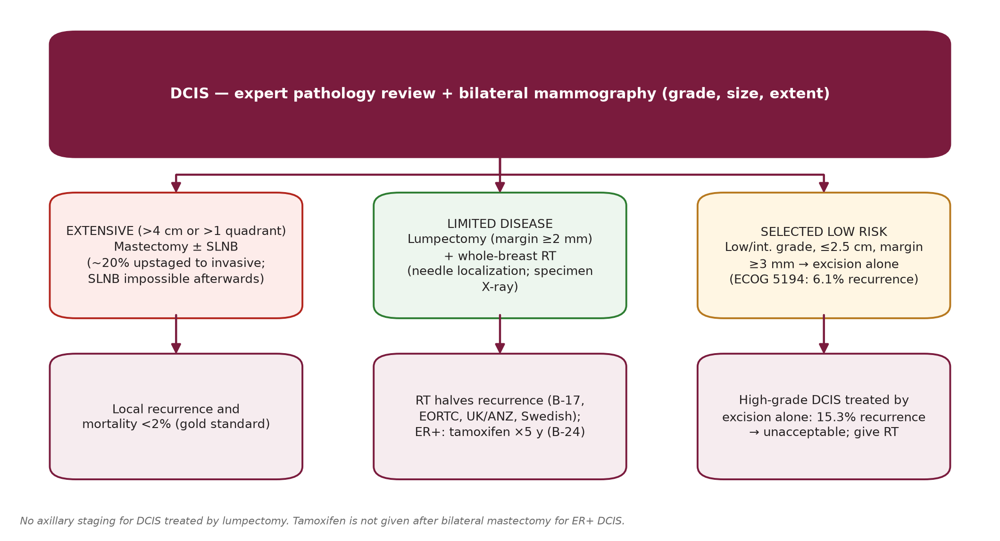 DCIS — expert pathology review + bilateral mammography (grade, size, extent)
EXTENSIVE (>4 cm or >1 quadrant)
Mastectomy ± SLNB
(~20% upstaged to invasive;
SLNB impossible afterwards)
LIMITED DISEASE
Lumpectomy (margin ≥2 mm)
+ whole-breast RT
(needle localization; specimen
X-ray)
SELECTED LOW RISK
Low/int. grade, ≤2.5 cm, margin
≥3 mm → excision alone
(ECOG 5194: 6.1% recurrence)
Local recurrence and
mortality <2% (gold standard)
RT halves recurrence (B-17,
EORTC, UK/ANZ, Swedish);
ER+: tamoxifen ×5 y (B-24)
High-grade DCIS treated by
excision alone: 15.3% recurrence
→ unacceptable; give RT
No axillary staging for DCIS treated by lumpectomy. Tamoxifen is not given after bilateral mastectomy for ER+ DCIS.